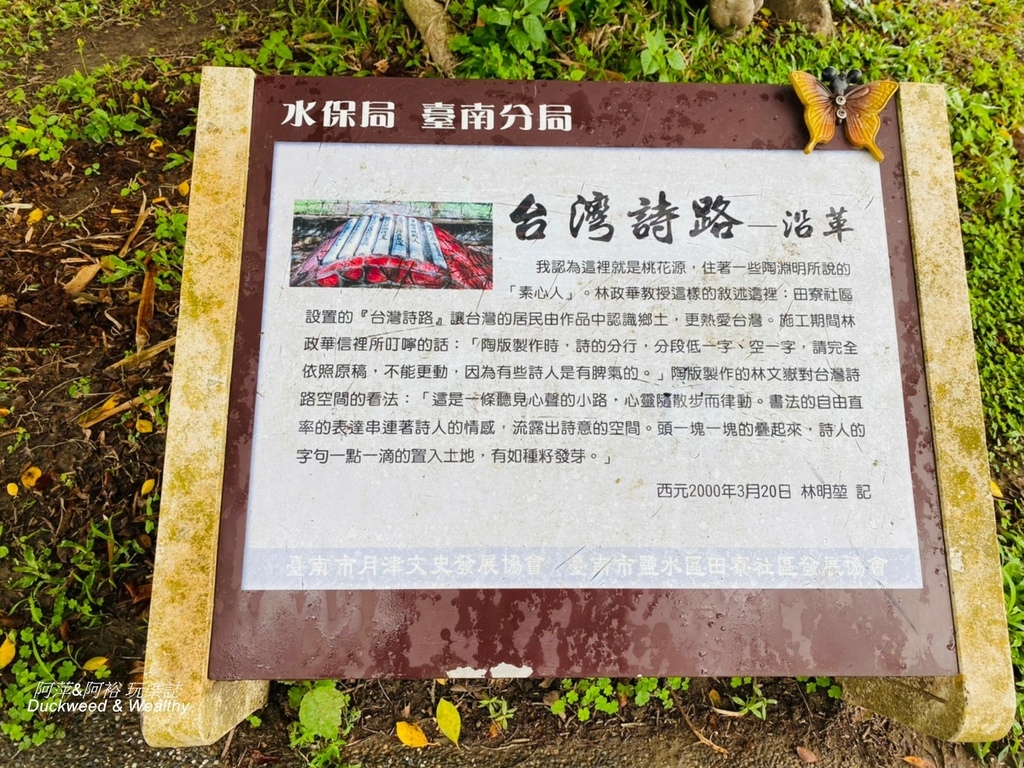 水保局 臺南分局
台灣詩路—沿革
我認為這裡就是桃花源，住著一些陶淵明所說的
「素心人」。林政華教授這樣的敘述這裡：田寮社區
設置的『台灣詩路』讓台灣的居民由作品中認識鄉土，更熱愛台灣。施工期間林
政華信裡所叮嚀的話：「陶版製作時，詩的分行，分段低一字、空一字，請完全
依照原稿，不能更動，因為有些詩人是有脾氣的。」陶版製作的林文嶽對台灣詩
路空間的看法：「這是一條聽見心聲的小路，心靈隨散步而律動。書法的自由直
率的表達串連著詩人的情感，流露出詩意的空間。頭一塊一塊的疊起來，詩人的
字句一點一滴的置入土地，有如種籽發芽。」
西元2000年3月20日 林明堃 記
臺南市月津文史發展協會 臺南市鹽水區田寮社區發展協會
阿萍&阿裕 玩樂誌
Duckweed & Wealthy